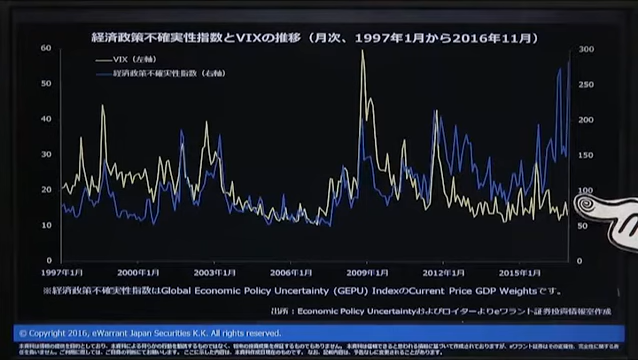 経済政策不確実性指数とVIXの推移（月次、1997年1月から2016年11月）
VIX（左軸）
経済政策不確実性指数（右軸）
60
50
40
30
20
10
0
300
250
200
150
100
50
0
1997年1月 2000年1月 2003年1月 2006年1月 2009年1月 2012年1月 2015年1月
※経済政策不確実性指数はGlobal Economic Policy Uncertainty (GEPU) IndexのCurrent Price GDP Weightsです。
出所：Economic Policy UncertaintyおよびロイターよりeワラントE証券投資情報室作成
© Copyright 2016, eWarrant Japan Securities K.K. All rights reserved.